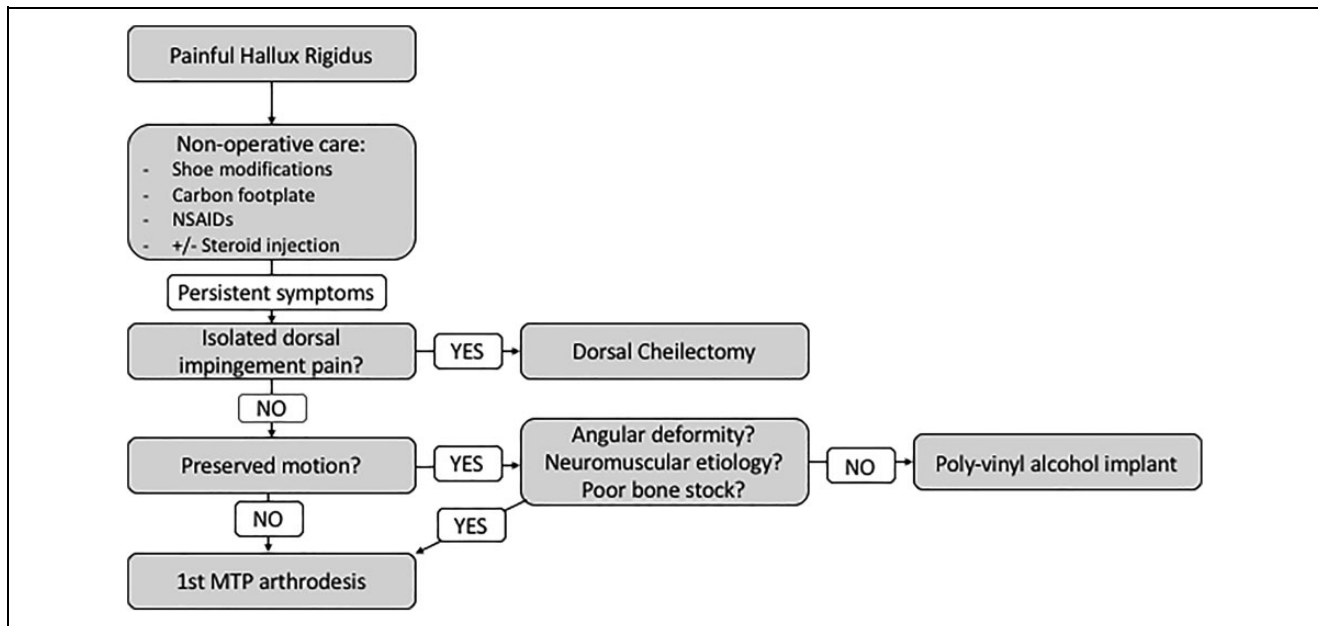 Painful Hallux Rigidus
Non-operative care:
- Shoe modifications
- Carbon footplate
- NSAIDs
- +/- Steroid injection
Persistent symptoms
Isolated dorsal
impingement pain?
YES
Dorsal Cheilectomy
NO
Preserved motion?
YES
Angular deformity?
Neuromuscular etiology?
Poor bone stock?
NO
Poly-vinyl alcohol implant
NO
YES
1st MTP arthrodesis